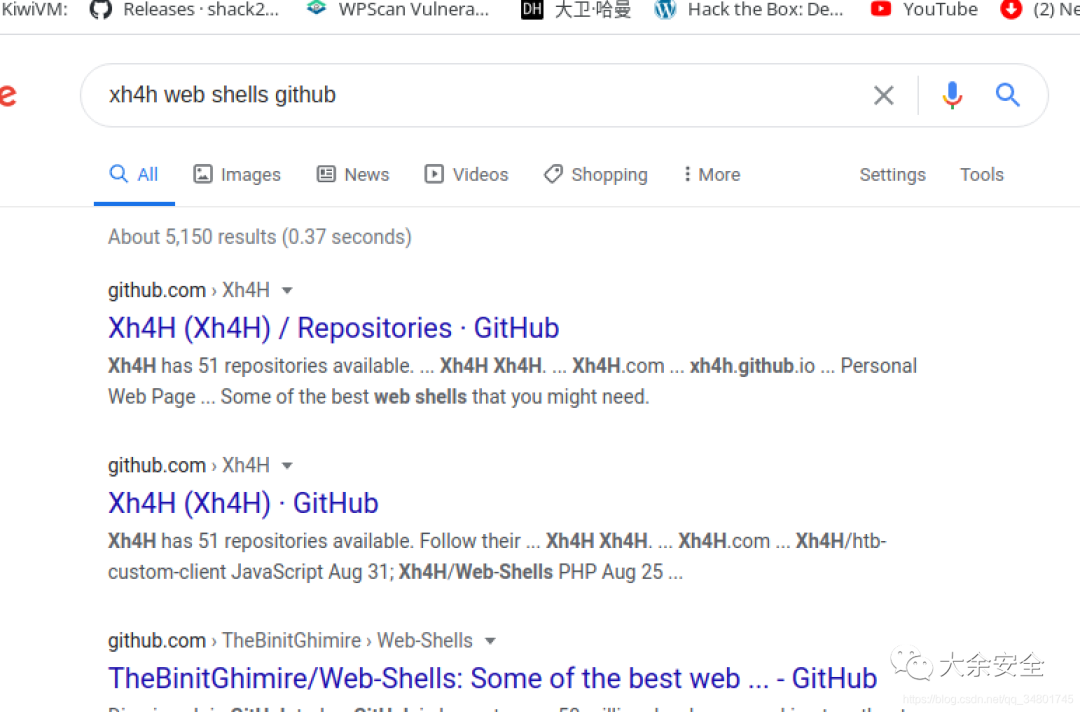 KiwiVM: Releases · shack2... WPScan Vulnera... DH 大卫·哈曼 Hack the Box: De... YouTube (2) Ne
e xh4h web shells github
All Images News Videos Shopping More Settings Tools
About 5,150 results (0.37 seconds)
github.com › Xh4H
Xh4H (Xh4H) / Repositories · GitHub
Xh4H has 51 repositories available. ... Xh4H Xh4H. ... Xh4H.com ... xh4h.github.io ... Personal
Web Page ... Some of the best web shells that you might need.
github.com › Xh4H
Xh4H (Xh4H) · GitHub
Xh4H has 51 repositories available. Follow their ... Xh4H Xh4H. ... Xh4H.com ... Xh4H/htb-
custom-client JavaScript Aug 31; Xh4H/Web-Shells PHP Aug 25 ...
github.com › TheBinitGhimire › Web-Shells
TheBinitGhimire/Web-Shells: Some of the best web ... - GitHub
大余安全
https://blog.csdn.net/qq_34801745